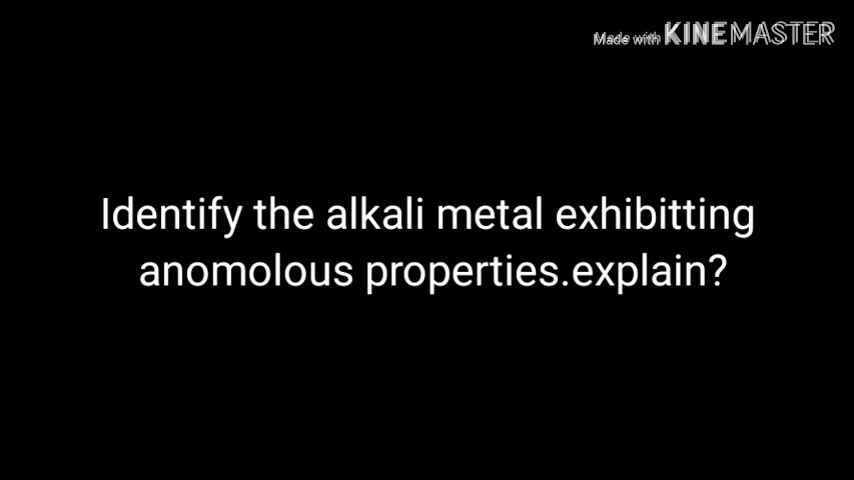 Made with KINEMASTER
Identify the alkali metal exhibitting
anomolous properties.explain?